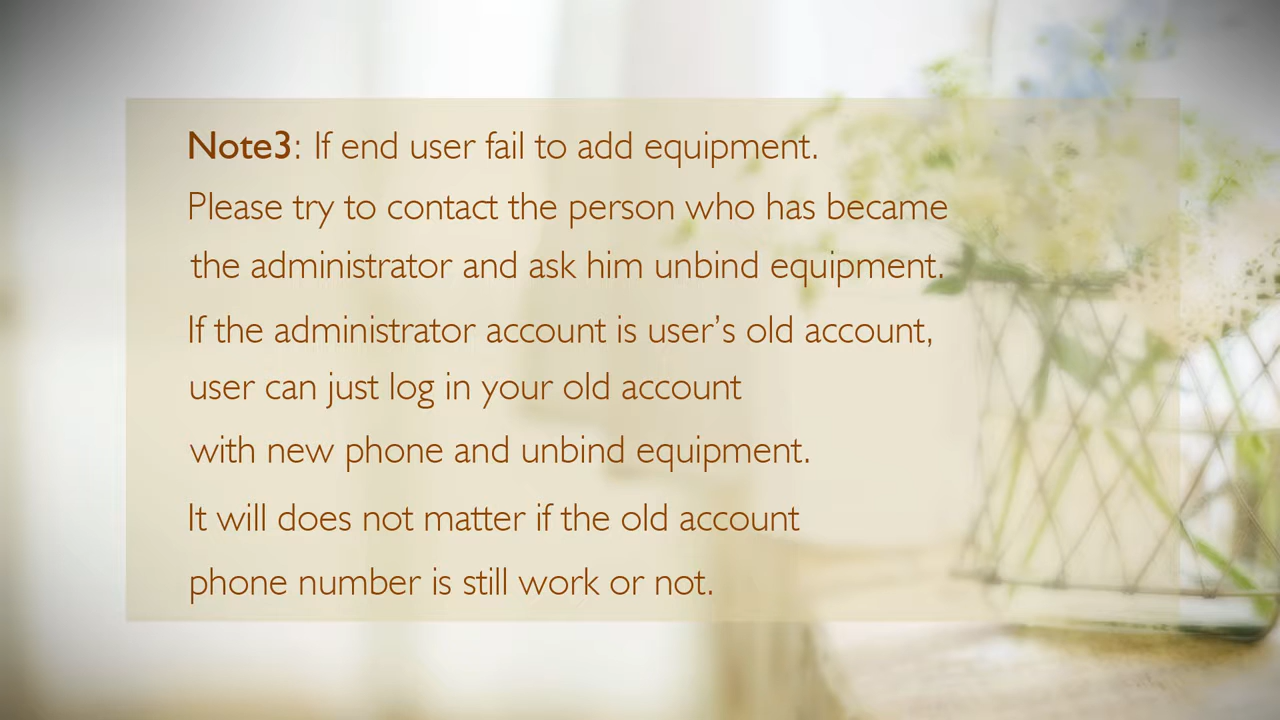 Note3: If end user fail to add equipment.
Please try to contact the person who has became
the administrator and ask him unbind equipment.
If the administrator account is user’s old account,
user can just log in your old account
with new phone and unbind equipment.
It will does not matter if the old account
phone number is still work or not.